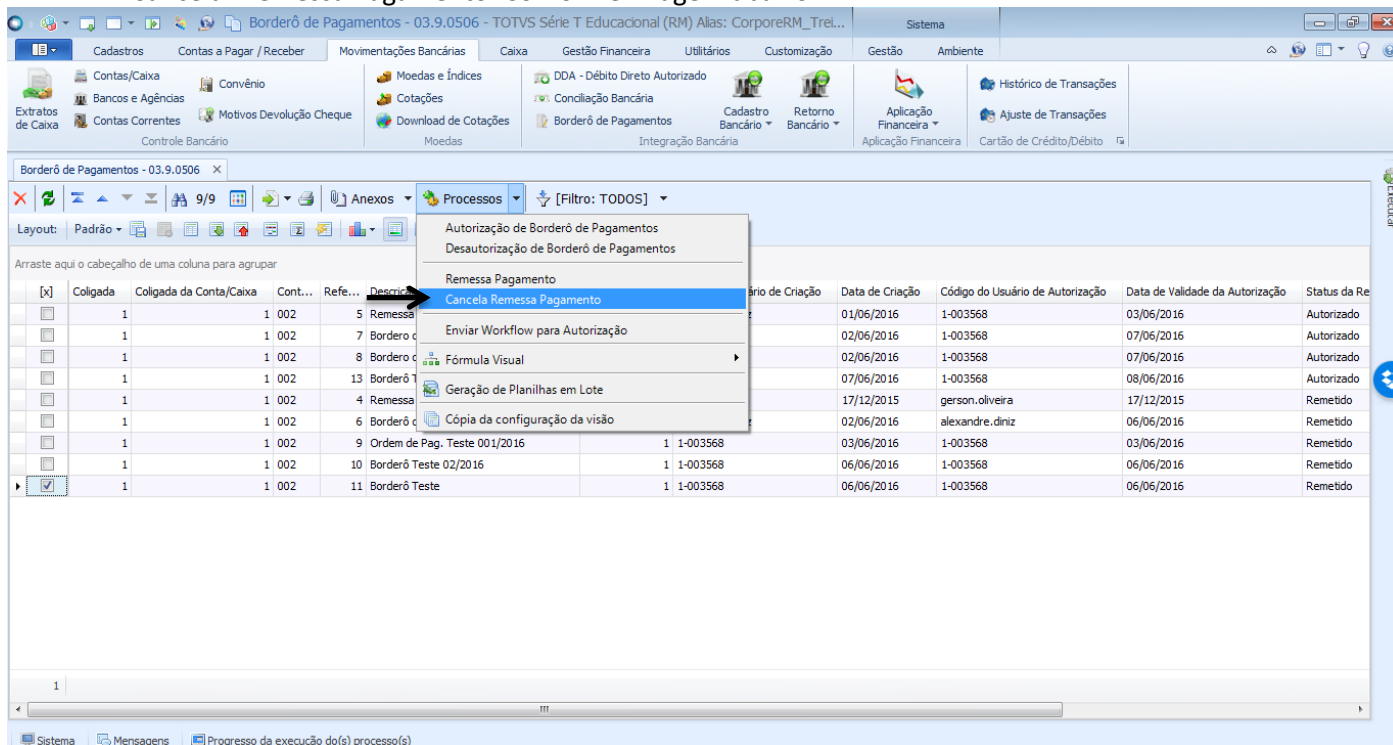 Borderô de Pagamentos - 03.9.0506 - TOTVS Série T Educacional (RM) Alias: CorporeRM_Trei...
Sistema
Cadastros Contas a Pagar / Receber Movimentações Bancárias Caixa Gestão Financeira Utilitários Customização Gestão Ambiente
Extratos de Caixa
Contas/Caixa
Bancos e Agências
Contas Correntes
Convênio
Motivos Devolução Cheque
Controle Bancário
Moedas e Índices
Cotações
Download de Cotações
Moedas
DDA - Débito Direto Autorizado
Conciliação Bancária
Borderô de Pagamentos
Cadastro Bancário
Retorno Bancário
Integração Bancária
Aplicação Financeira
Aplicação Financeira
Histórico de Transações
Ajuste de Transações
Cartão de Crédito/Débito
Borderô de Pagamentos - 03.9.0506
Executar
9/9 Anexos Processos [Filtro: TODOS]
Layout: Padrão
Autorização de Borderô de Pagamentos
Desautorização de Borderô de Pagamentos
Remessa Pagamento
Cancela Remessa Pagamento
Enviar Workflow para Autorização
Fórmula Visual
Geração de Planilhas em Lote
Cópia da configuração da visão
Arraste aqui o cabeçalho de uma coluna para agrupar
[x] Coligada Coligada da Conta/Caixa Cont... Refe... Descriç ário de Criação Data de Criação Código do Usuário de Autorização Data de Validade da Autorização Status da Re
1 1 002 5 Remessa 01/06/2016 1-003568 03/06/2016 Autorizado
1 1 002 7 Bordero 02/06/2016 1-003568 07/06/2016 Autorizado
1 1 002 8 Bordero 02/06/2016 1-003568 07/06/2016 Autorizado
1 1 002 13 Borderô T 07/06/2016 1-003568 08/06/2016 Autorizado
1 1 002 4 Remessa 17/12/2015 gerson.oliveira 17/12/2015 Remetido
1 1 002 6 Borderô 02/06/2016 alexandre.diniz 06/06/2016 Remetido
1 1 002 9 Ordem de Pag. Teste 001/2016 1 1-003568 03/06/2016 1-003568 03/06/2016 Remetido
1 1 002 10 Borderô Teste 02/2016 1 1-003568 06/06/2016 1-003568 06/06/2016 Remetido
1 1 002 11 Borderô Teste 1 1-003568 06/06/2016 1-003568 06/06/2016 Remetido
1
Sistema Mensagens Progresso da execução do(s) processo(s)